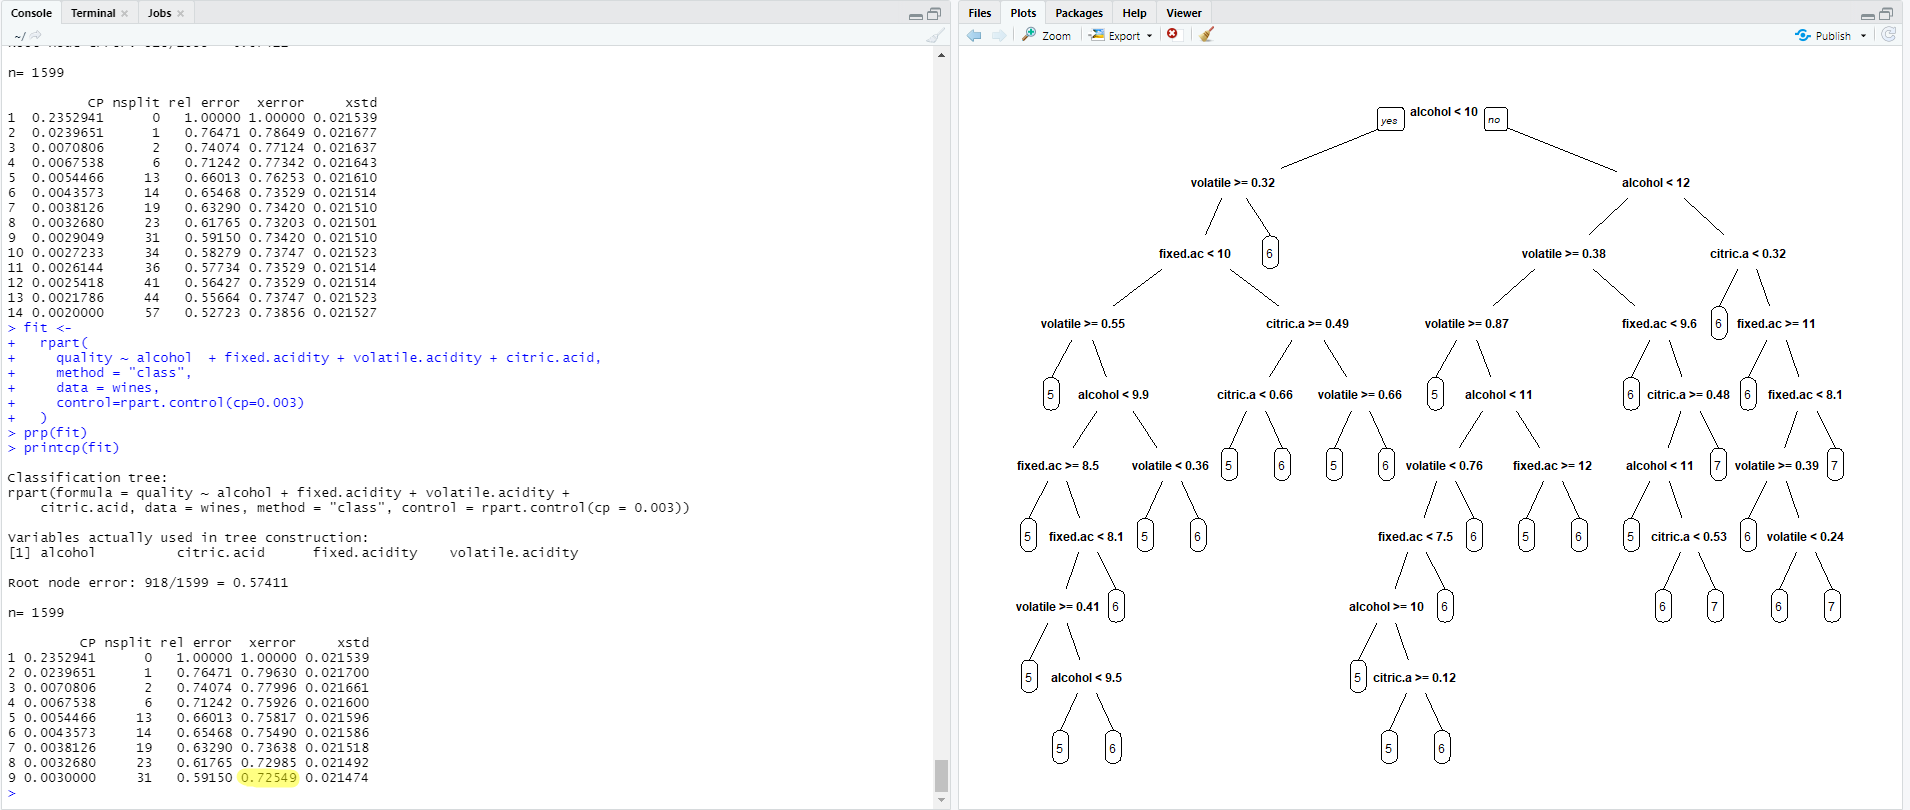 Console Terminal Jobs
~/
n= 1599
CP nsplit rel error xerror xstd
1 0.2352941 0 1.00000 1.00000 0.021539
2 0.0239651 1 0.76471 0.78649 0.021677
3 0.0070806 2 0.74074 0.77124 0.021637
4 0.0067538 6 0.71242 0.77342 0.021643
5 0.0054466 13 0.66013 0.76253 0.021610
6 0.0043573 14 0.65468 0.73529 0.021514
7 0.0038126 19 0.63290 0.73420 0.021510
8 0.0032680 23 0.61765 0.73203 0.021501
9 0.0029049 31 0.59150 0.73420 0.021510
10 0.0027233 34 0.58279 0.73747 0.021523
11 0.0026144 36 0.57734 0.73529 0.021514
12 0.0025418 41 0.56427 0.73529 0.021514
13 0.0021786 44 0.55664 0.73747 0.021523
14 0.0020000 57 0.52723 0.73856 0.021527
> fit <-
+ rpart(
+ quality ~ alcohol + fixed.acidity + volatile.acidity + citric.acid,
+ method = "class",
+ data = wines,
+ control=rpart.control(cp=0.003)
+ )
> prp(fit)
> printcp(fit)
Classification tree:
rpart(formula = quality ~ alcohol + fixed.acidity + volatile.acidity +
citric.acid, data = wines, method = "class", control = rpart.control(cp = 0.003))
Variables actually used in tree construction:
[1] alcohol citric.acid fixed.acidity volatile.acidity
Root node error: 918/1599 = 0.57411
n= 1599
CP nsplit rel error xerror xstd
1 0.2352941 0 1.00000 1.00000 0.021539
2 0.0239651 1 0.76471 0.79630 0.021700
3 0.0070806 2 0.74074 0.77996 0.021661
4 0.0067538 6 0.71242 0.75926 0.021600
5 0.0054466 13 0.66013 0.75817 0.021596
6 0.0043573 14 0.65468 0.75490 0.021586
7 0.0038126 19 0.63290 0.73638 0.021518
8 0.0032680 23 0.61765 0.72985 0.021492
9 0.0030000 31 0.59150 0.72549 0.021474
>
Files Plots Packages Help Viewer
Zoom Export Publish
yes alcohol < 10 no
volatile >= 0.32 alcohol < 12
fixed.ac < 10 6 volatile >= 0.38 citric.a < 0.32
volatile >= 0.55 citric.a >= 0.49 volatile >= 0.87 fixed.ac < 9.6 6 fixed.ac >= 11
5 alcohol < 9.9 citric.a < 0.66 volatile >= 0.66 5 alcohol < 11 6 citric.a >= 0.48 6 fixed.ac < 8.1
fixed.ac >= 8.5 volatile < 0.36 5 6 5 6 volatile < 0.76 fixed.ac >= 12 alcohol < 11 7 volatile >= 0.39 7
5 fixed.ac < 8.1 5 6 fixed.ac < 7.5 6 5 6 5 citric.a < 0.53 6 volatile < 0.24
volatile >= 0.41 6 alcohol >= 10 6 6 7 6 7
5 alcohol < 9.5 5 citric.a >= 0.12
5 6 5 6